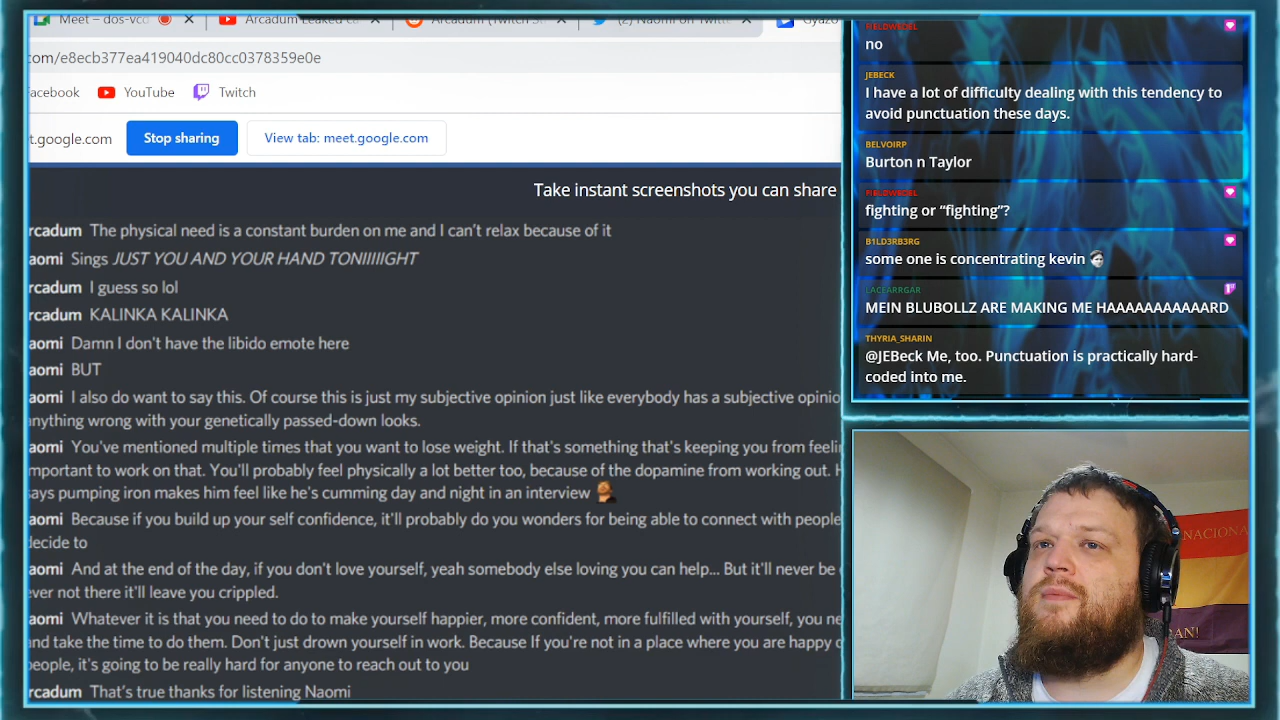 Meet – dos-vco
Arcadum Leaked ca
Arcadum (Twitch St
(2) Naomi on Twitte
Gyazo
com/e8ecb377ea419040dc80cc0378359e0e
acebook
YouTube
Twitch
t.google.com
Stop sharing
View tab: meet.google.com
Take instant screenshots you can share
rcadum The physical need is a constant burden on me and I can't relax because of it
aomi Sings JUST YOU AND YOUR HAND TONIIIIIGHT
rcadum I guess so lol
rcadum KALINKA KALINKA
aomi Damn I don't have the libido emote here
aomi BUT
aomi I also do want to say this. Of course this is just my subjective opinion just like everybody has a subjective opinio
anything wrong with your genetically passed-down looks.
aomi You've mentioned multiple times that you want to lose weight. If that's something that's keeping you from feelin
mportant to work on that. You'll probably feel physically a lot better too, because of the dopamine from working out. H
says pumping iron makes him feel like he's cumming day and night in an interview
aomi Because if you build up your self confidence, it'll probably do you wonders for being able to connect with people
decide to
aomi And at the end of the day, if you don't love yourself, yeah somebody else loving you can help... But it'll never be
ever not there it'll leave you crippled.
aomi Whatever it is that you need to do to make yourself happier, more confident, more fulfilled with yourself, you ne
and take the time to do them. Don't just drown yourself in work. Because If you're not in a place where you are happy
people, it's going to be really hard for anyone to reach out to you
rcadum That's true thanks for listening Naomi
FIELDWEDEL
no
JEBECK
I have a lot of difficulty dealing with this tendency to
avoid punctuation these days.
BELVOIRP
Burton n Taylor
FIELDWEDEL
fighting or “fighting”?
B1LD3RB3RG
some one is concentrating kevin
LACEARRGAR
MEIN BLUBOLLZ ARE MAKING ME HAAAAAAAAAAARD
THYRIA_SHARIN
@JEBeck Me, too. Punctuation is practically hard-
coded into me.
NACIONA
AN!